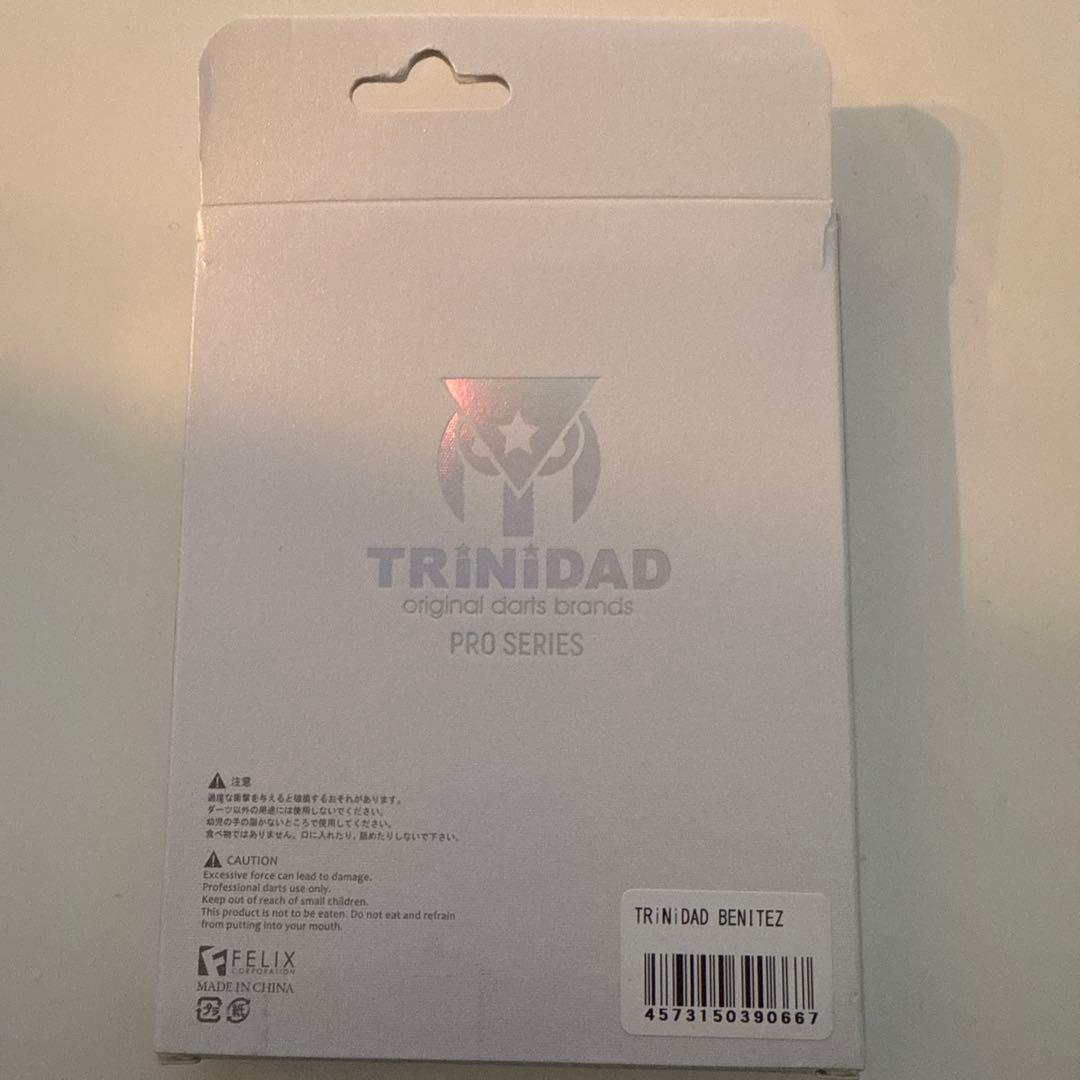 TRiNiDAD
original darts brands
PRO SERIES
注意
過度な衝撃を与えると破損するおそれがあります。
ダーツ以外の用途には使用しないでください。
幼児の手の届かないところで使用してください。
食べ物ではありません。口に入れたり、舐めたりしないで下さい。
CAUTION
Excessive force can lead to damage.
Professional darts use only.
Keep out of reach of small children.
This product is not to be eaten. Do not eat and refrain
from putting into your mouth.
FELIX
CORPORATION
MADE IN CHINA
プラ 紙
TRiNiDAD BENITEZ
4573150390667